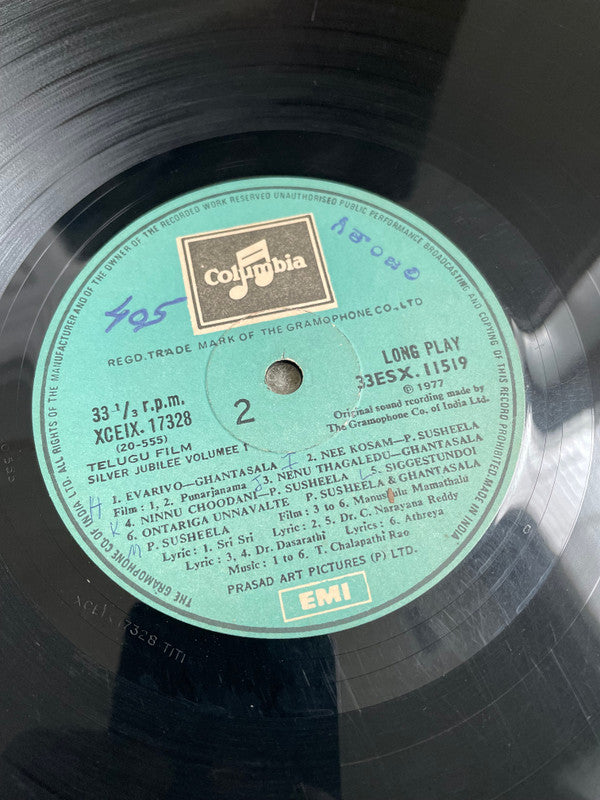 ALL RIGHTS OF THE MANUFACTURER AND OF THE OWNER OF THE RECORDED WORK RESERVED UNAUTHORISED PUBLIC PERFORMANCE BROADCASTING AND COPYING OF THIS RECORD PROHIBITED MADE IN INDIA
THE GRAMOPHONE CO. OF INDIA LTD.
Columbia
495
REGD. TRADE MARK OF THE GRAMOPHONE CO., LTD
LONG PLAY
33ESX. 11519
℗ 1977
Original sound recording made by
The Gramophone Co. of India Ltd.
33 1/3 r.p.m.
XCEIX. 17328
(20-555)
2
TELUGU FILM
SILVER JUBILEE VOLUMEE 1
1. EVARIVO—GHANTASALA 2. NEE KOSAM—P. SUSHEELA
Film : 1, 2. Punarjanama 3. NENU THAGALEDU—GHANTASALA
4. NINNU CHOODANI—P. SUSHEELA 5. SIGGESTUNDOI
6. ONTARIGA UNNAVALTE P. SUSHEELA & GHANTASALA
P. SUSHEELA Film : 3 to 6. Manushulu Mamathalu
Lyric : 1. Sri Sri Lyric : 2, 5. Dr. C. Narayana Reddy
Lyric : 3, 4. Dr. Dasarathi Lyrics : 6. Athreya
Music : 1 to 6. T. Chalapathi Rao
PRASAD ART PICTURES (P) LTD.
EMI
H
I
J
K
L
M